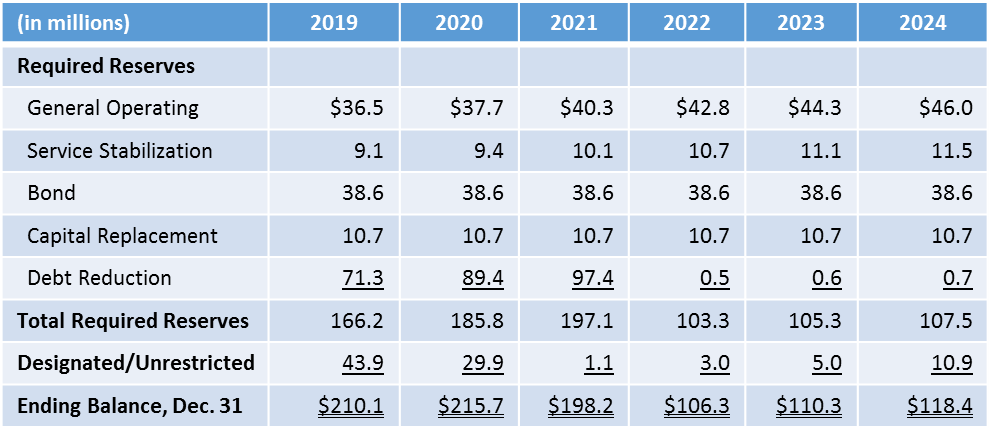 (in millions) 2019 2020 2021 2022 2023 2024
Required Reserves
General Operating $36.5 $37.7 $40.3 $42.8 $44.3 $46.0
Service Stabilization 9.1 9.4 10.1 10.7 11.1 11.5
Bond 38.6 38.6 38.6 38.6 38.6 38.6
Capital Replacement 10.7 10.7 10.7 10.7 10.7 10.7
Debt Reduction 71.3 89.4 97.4 0.5 0.6 0.7
Total Required Reserves 166.2 185.8 197.1 103.3 105.3 107.5
Designated/Unrestricted 43.9 29.9 1.1 3.0 5.0 10.9
Ending Balance, Dec. 31 $210.1 $215.7 $198.2 $106.3 $110.3 $118.4